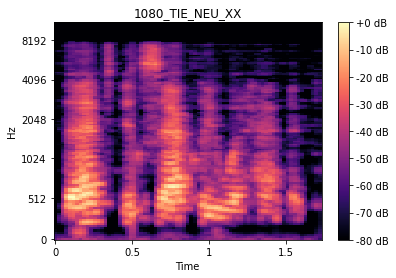 1080_TIE_NEU_XX
+0 dB
8192
-10 dB
4096
-20 dB
-30 dB
2048
Hz
-40 dB
1024
-50 dB
512
-60 dB
-70 dB
0
-80 dB
0 0.5 1 1.5
Time